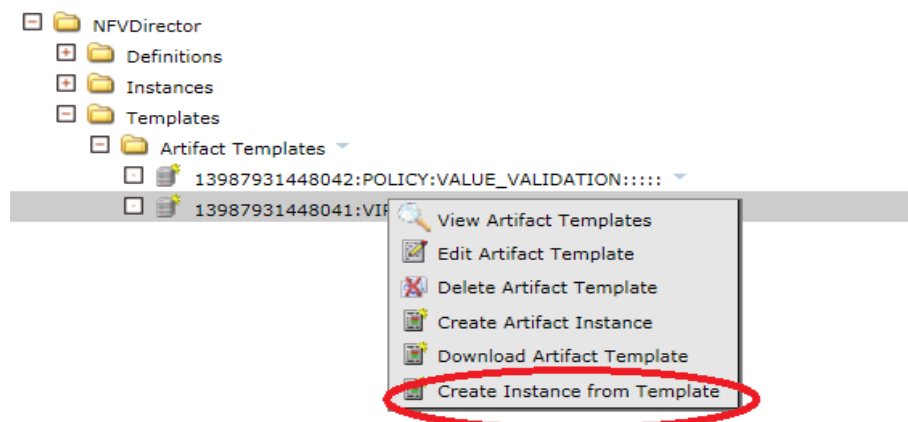 NFVDirector
Definitions
Instances
Templates
Artifact Templates
13987931448042:POLICY:VALUE_VALIDATION:::::
13987931448041:VIR
View Artifact Templates
Edit Artifact Template
Delete Artifact Template
Create Artifact Instance
Download Artifact Template
Create Instance from Template